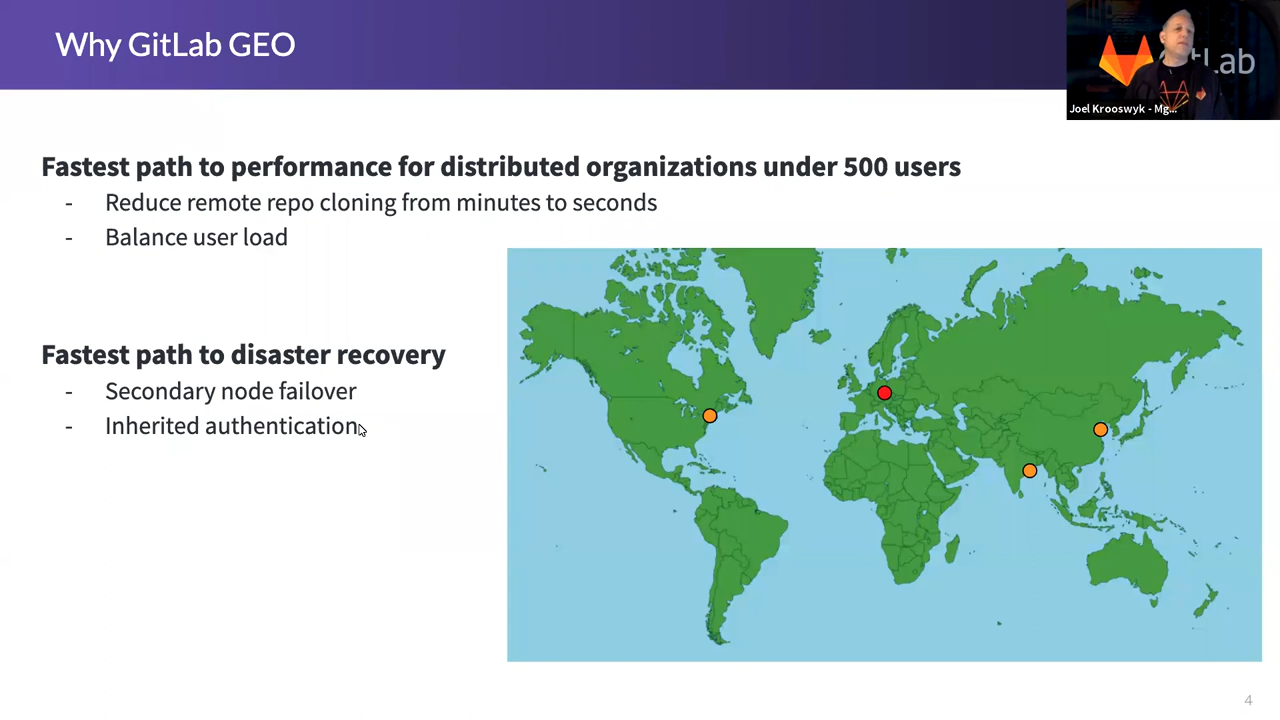 Why GitLab GEO
Joel Krooswyk - Mg...
Fastest path to performance for distributed organizations under 500 users
- Reduce remote repo cloning from minutes to seconds
- Balance user load
Fastest path to disaster recovery
- Secondary node failover
- Inherited authentication
4